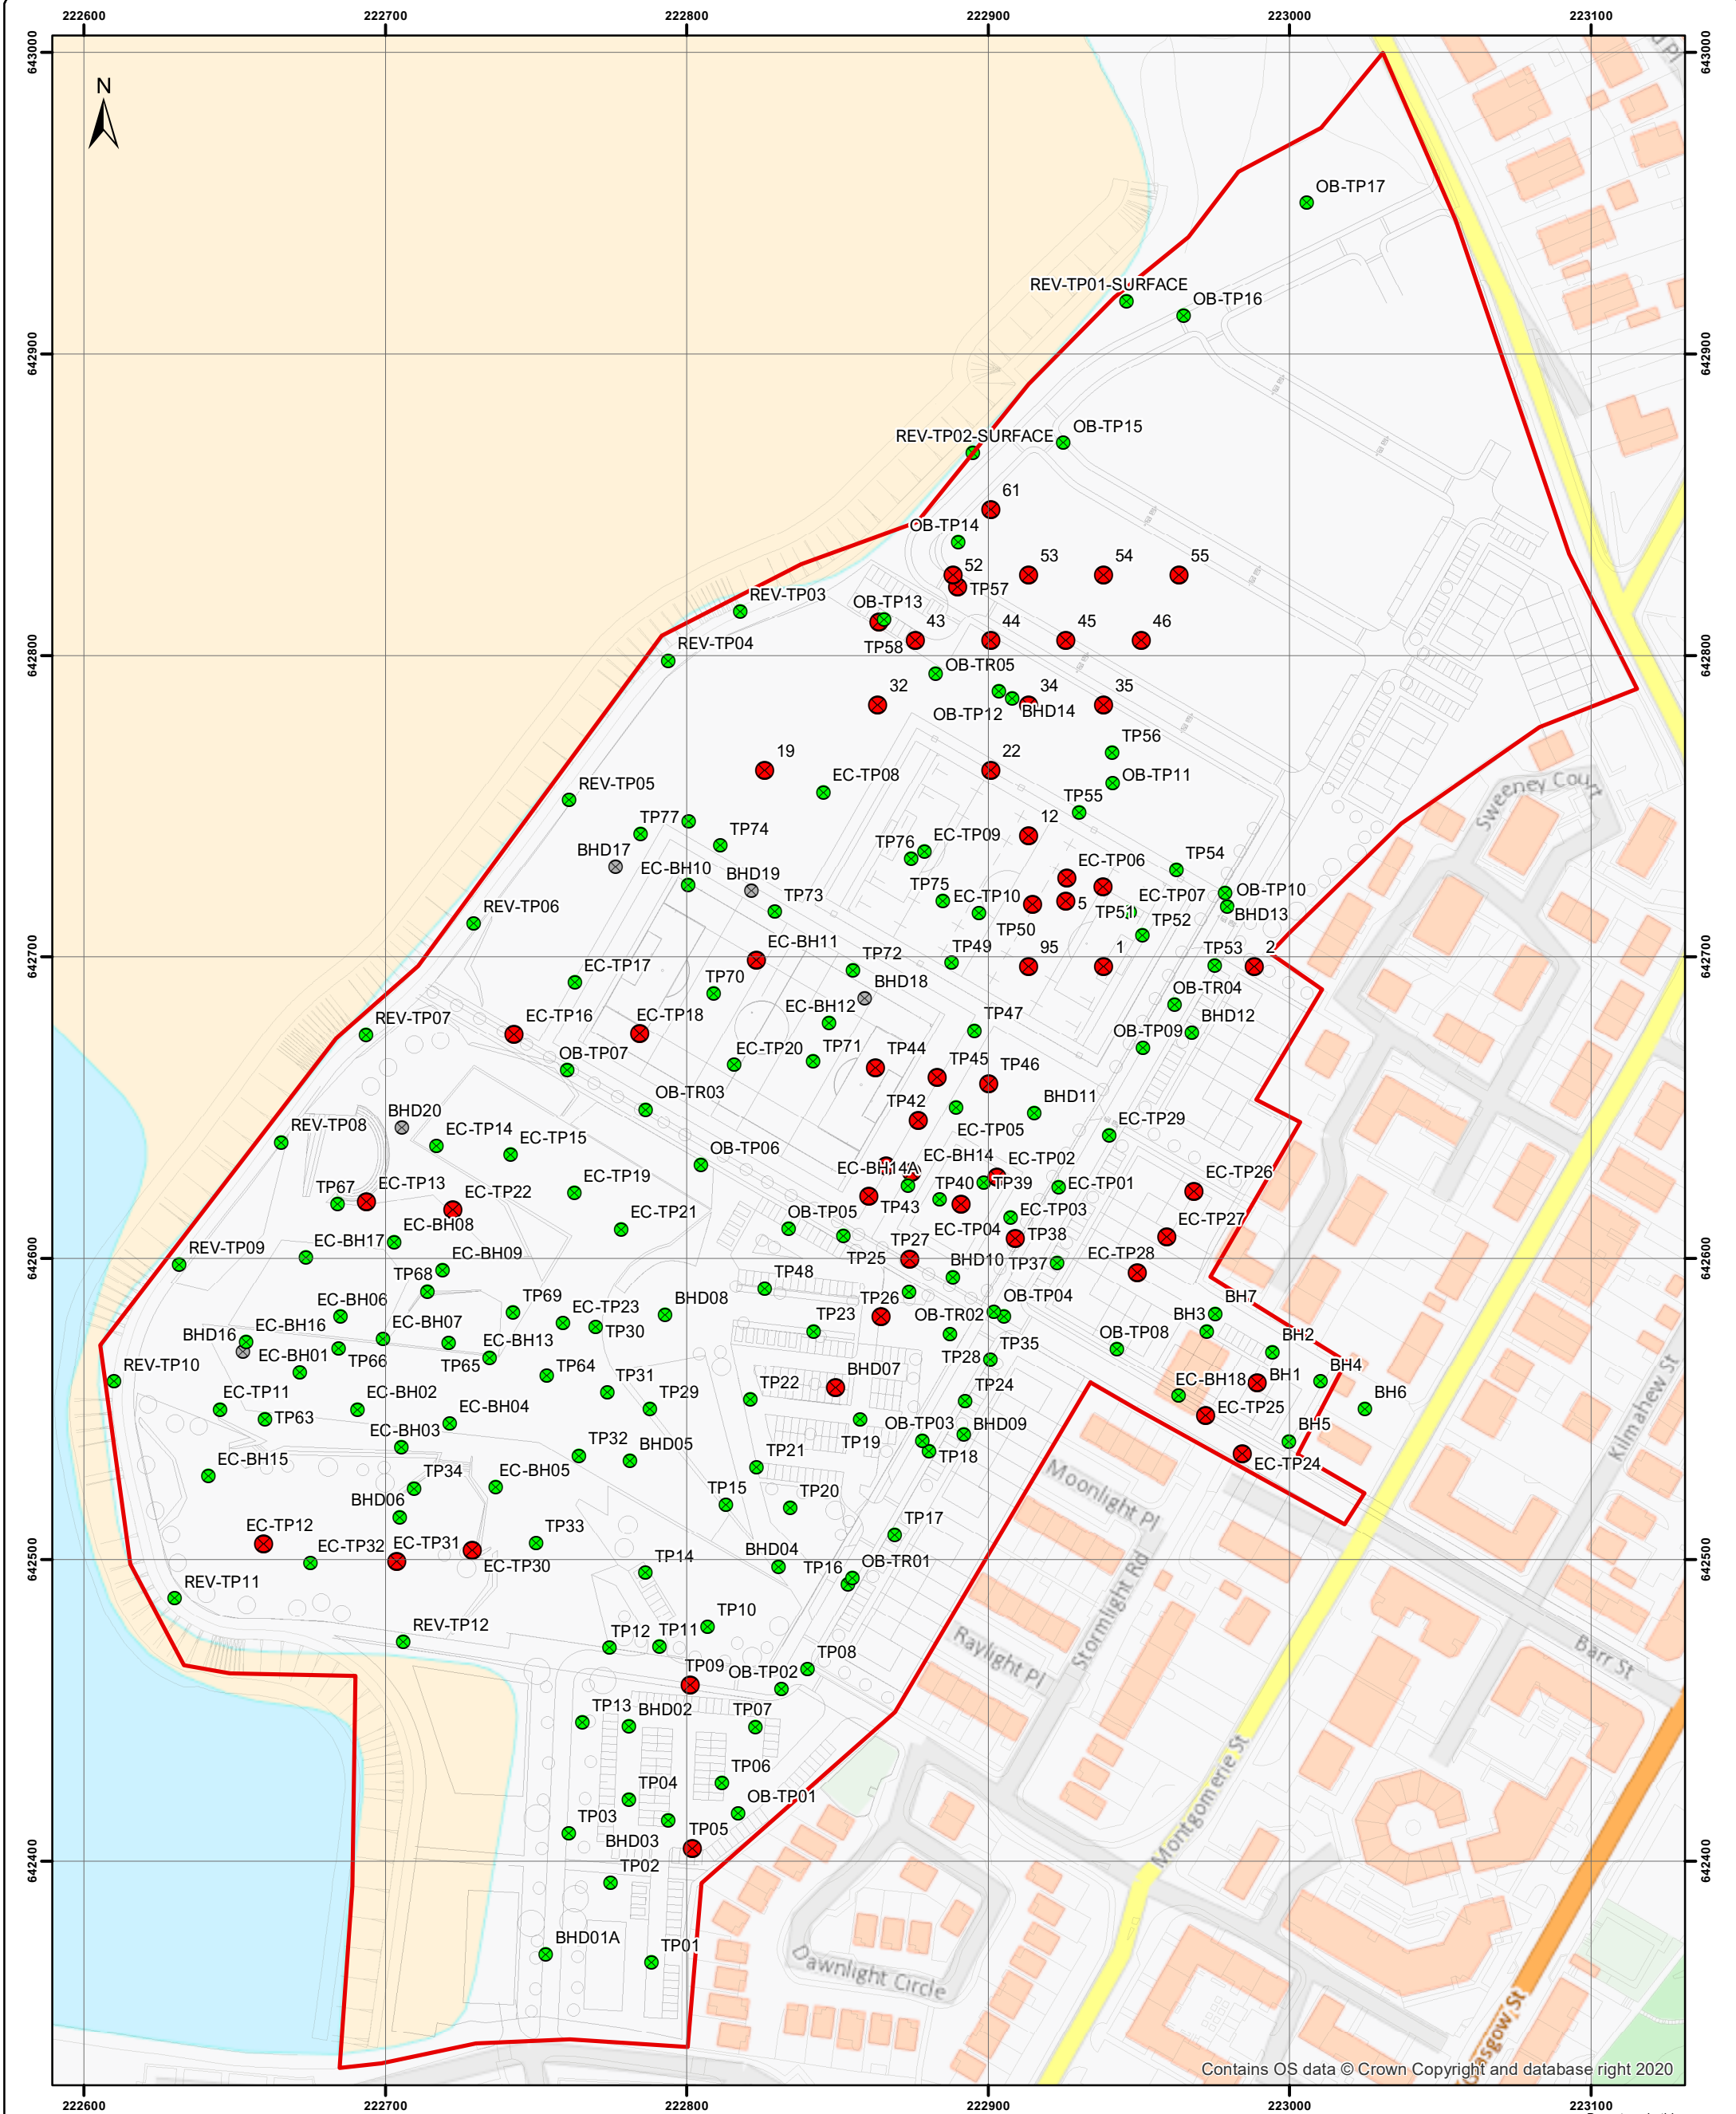 222600 222700 222800 222900 223000 223100
643000 643000
N
OB-TP17
REV-TP01-SURFACE
OB-TP16
642900 642900
OB-TP15
REV-TP02-SURFACE
61
OB-TP14
52 53 54 55
TP57
REV-TP03
OB-TP13
43 44 45 46
TP58
REV-TP04
642800 642800
OB-TR05
32 34 35
OB-TP12 BHD14
TP56
19 22
EC-TP08
OB-TP11
REV-TP05
Sweeney Court
TP55
TP77
12
TP74
TP76 EC-TP09
BHD17
EC-BH10 BHD19
EC-TP06
TP54
TP75 EC-TP10
EC-TP07
OB-TP10
REV-TP06
TP73
5 TP51
BHD13
TP50
TP52
642700 642700
EC-BH11
TP72
TP49
95 1
TP53 2
EC-TP17
TP70
BHD18
OB-TR04
EC-BH12
REV-TP07
EC-TP16
EC-TP18
TP47
BHD12
OB-TP09
OB-TP07
EC-TP20
TP71
TP44
TP45
TP46
OB-TR03
TP42
BHD11
BHD20
EC-TP05
EC-TP29
REV-TP08
EC-TP14
EC-TP15
OB-TP06
EC-BH14A
EC-BH14
EC-TP02
TP67
EC-TP13
EC-TP22
EC-TP19
TP40
TP39
EC-TP01
EC-TP26
TP43
EC-BH08
EC-TP21
OB-TP05
EC-TP04
EC-TP03
TP38
EC-TP27
642600 642600
REV-TP09
EC-BH17
EC-BH09
TP25
TP27
BHD10
TP37
EC-TP28
TP68
TP48
EC-BH06
TP69
EC-TP23
BHD08
TP26
OB-TR02
OB-TP04
BH7
BH3
BHD16
EC-BH16
EC-BH07
TP30
TP23
BH2
EC-BH01
TP66
TP65
EC-BH13
TP28
TP35
OB-TP08
REV-TP10
TP64
TP31
BHD07
EC-BH18
BH1
BH4
EC-TP11
TP63
EC-BH02
EC-BH04
TP29
TP22
TP24
EC-TP25
BH6
EC-BH03
TP19
OB-TP03
BHD09
BH5
EC-BH15
TP32
BHD05
TP21
TP18
EC-TP24
TP34
EC-BH05
TP15
TP20
Moonlight Pl
Kilmahew St
BHD06
EC-TP12
EC-TP32
EC-TP31
EC-TP30
TP33
TP17
642500 642500
REV-TP11
TP14
BHD04
TP16
OB-TR01
REV-TP12
TP12
TP11
TP10
Raylight Pl
Stormlight Rd
Barr St
TP09
OB-TP02
TP08
TP13
BHD02
TP07
Montgomerie St
TP06
TP04
OB-TP01
TP03
BHD03
TP05
642400 642400
TP02
BHD01A
TP01
Dawnlight Circle
Glasgow St
Contains OS data © Crown Copyright and database right 2020
222600 222700 222800 222900 223000 223100